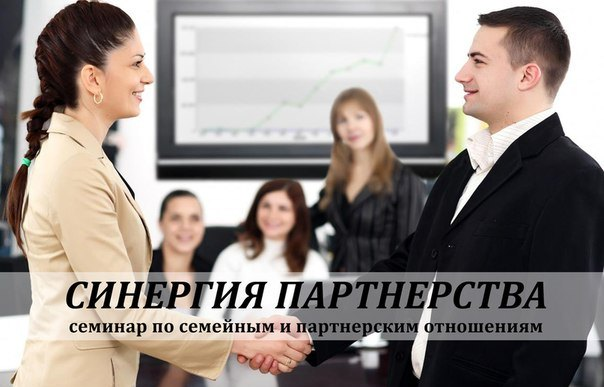 СИНЕРГИЯ ПАРТНЕРСТВА
семинар по семейным и партнерским отношениям